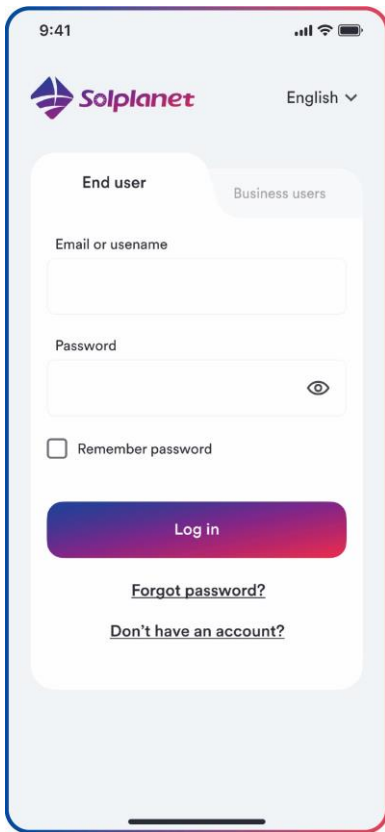 9:41
Solplanet
English
End user
Business users
Email or usename
Password
Remember password
Log in
Forgot password?
Don't have an account?